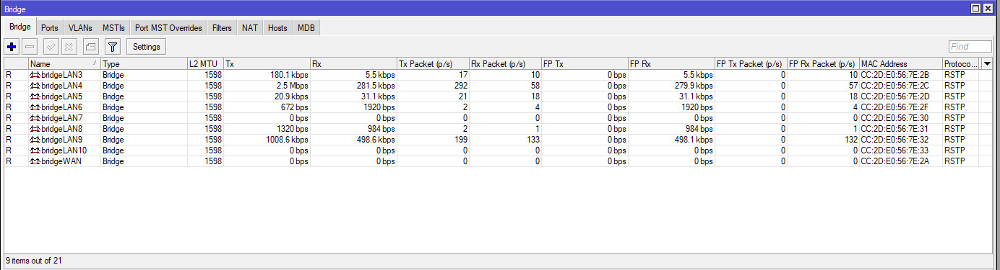 Bridge
Bridge Ports VLANs MSTIs Port MST Overrides Filters NAT Hosts MDB
Settings Find
Name Type L2 MTU Tx Rx Tx Packet (p/s) Rx Packet (p/s) FP Tx FP Rx FP Tx Packet (p/s) FP Rx Packet (p/s) MAC Address Protoco...
R bridgeLAN3 Bridge 1598 180.1 kbps 5.5 kbps 17 10 0 bps 5.5 kbps 0 10 CC:2D:E0:56:7E:2B RSTP
R bridgeLAN4 Bridge 1598 2.5 Mbps 281.5 kbps 292 58 0 bps 279.9 kbps 0 57 CC:2D:E0:56:7E:2C RSTP
R bridgeLAN5 Bridge 1598 20.9 kbps 31.1 kbps 21 18 0 bps 31.1 kbps 0 18 CC:2D:E0:56:7E:2D RSTP
R bridgeLAN6 Bridge 1598 672 bps 1920 bps 2 4 0 bps 1920 bps 0 4 CC:2D:E0:56:7E:2F RSTP
R bridgeLAN7 Bridge 1598 0 bps 0 bps 0 0 0 bps 0 bps 0 0 CC:2D:E0:56:7E:30 RSTP
R bridgeLAN8 Bridge 1598 1320 bps 984 bps 2 1 0 bps 984 bps 0 1 CC:2D:E0:56:7E:31 RSTP
R bridgeLAN9 Bridge 1598 1008.6 kbps 498.6 kbps 199 133 0 bps 498.1 kbps 0 132 CC:2D:E0:56:7E:32 RSTP
R bridgeLAN10 Bridge 1598 0 bps 0 bps 0 0 0 bps 0 bps 0 0 CC:2D:E0:56:7E:33 RSTP
R bridgeWAN Bridge 1598 0 bps 0 bps 0 0 0 bps 0 bps 0 0 CC:2D:E0:56:7E:2A RSTP
9 items out of 21